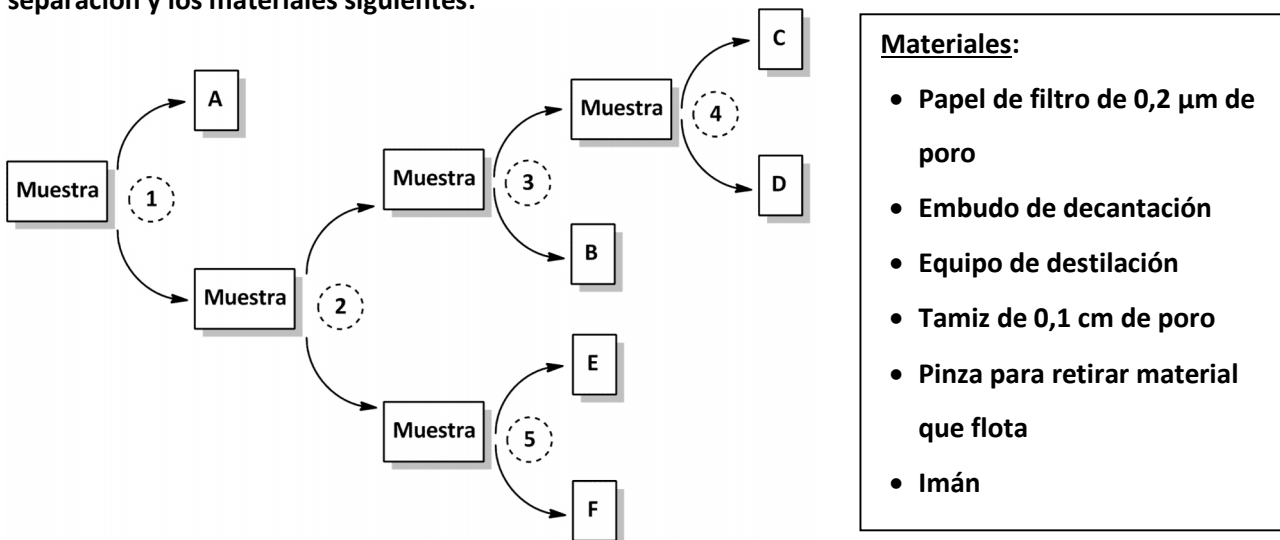 separación y los materiales siguientes:
C
A
Muestra
4
Muestra
3
D
Muestra
1
B
Muestra
2
E
Muestra
5
F
Materiales:
• Papel de filtro de 0,2 µm de
poro
• Embudo de decantación
• Equipo de destilación
• Tamiz de 0,1 cm de poro
• Pinza para retirar material
que flota
• Imán